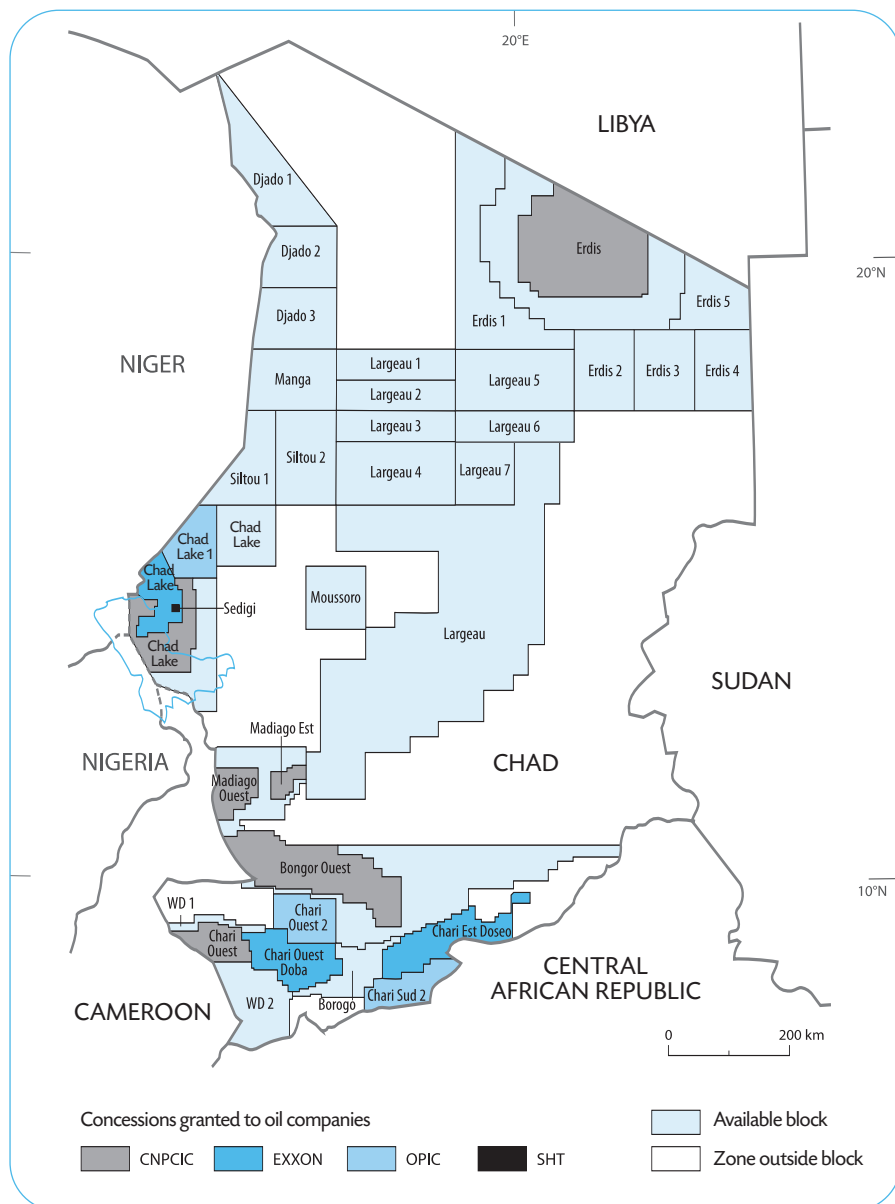 20°E
LIBYA
Djado 1
Djado 2
Erdis
20°N
Djado 3
Erdis 1
Erdis 5
NIGER
Manga
Largeau 1
Largeau 2
Largeau 5
Erdis 2
Erdis 3
Erdis 4
Largeau 3
Largeau 6
Siltou 1
Siltou 2
Largeau 4
Largeau 7
Chad
Lake 1
Chad
Lake
Chad
Lake
Sedigi
Moussoro
Largeau
Chad
Lake
SUDAN
Madiago Est
NIGERIA
CHAD
Madiago
Ouest
Bongor Ouest
10°N
WD 1
Chari
Ouest 2
Chari
Ouest
Chari Est Doseo
Chari Ouest
Doba
CENTRAL
AFRICAN REPUBLIC
CAMEROON
WD 2
Borogo
Chari Sud 2
0
200 km
Concessions granted to oil companies
CNPCIC
EXXON
OPIC
SHT
Available block
Zone outside block